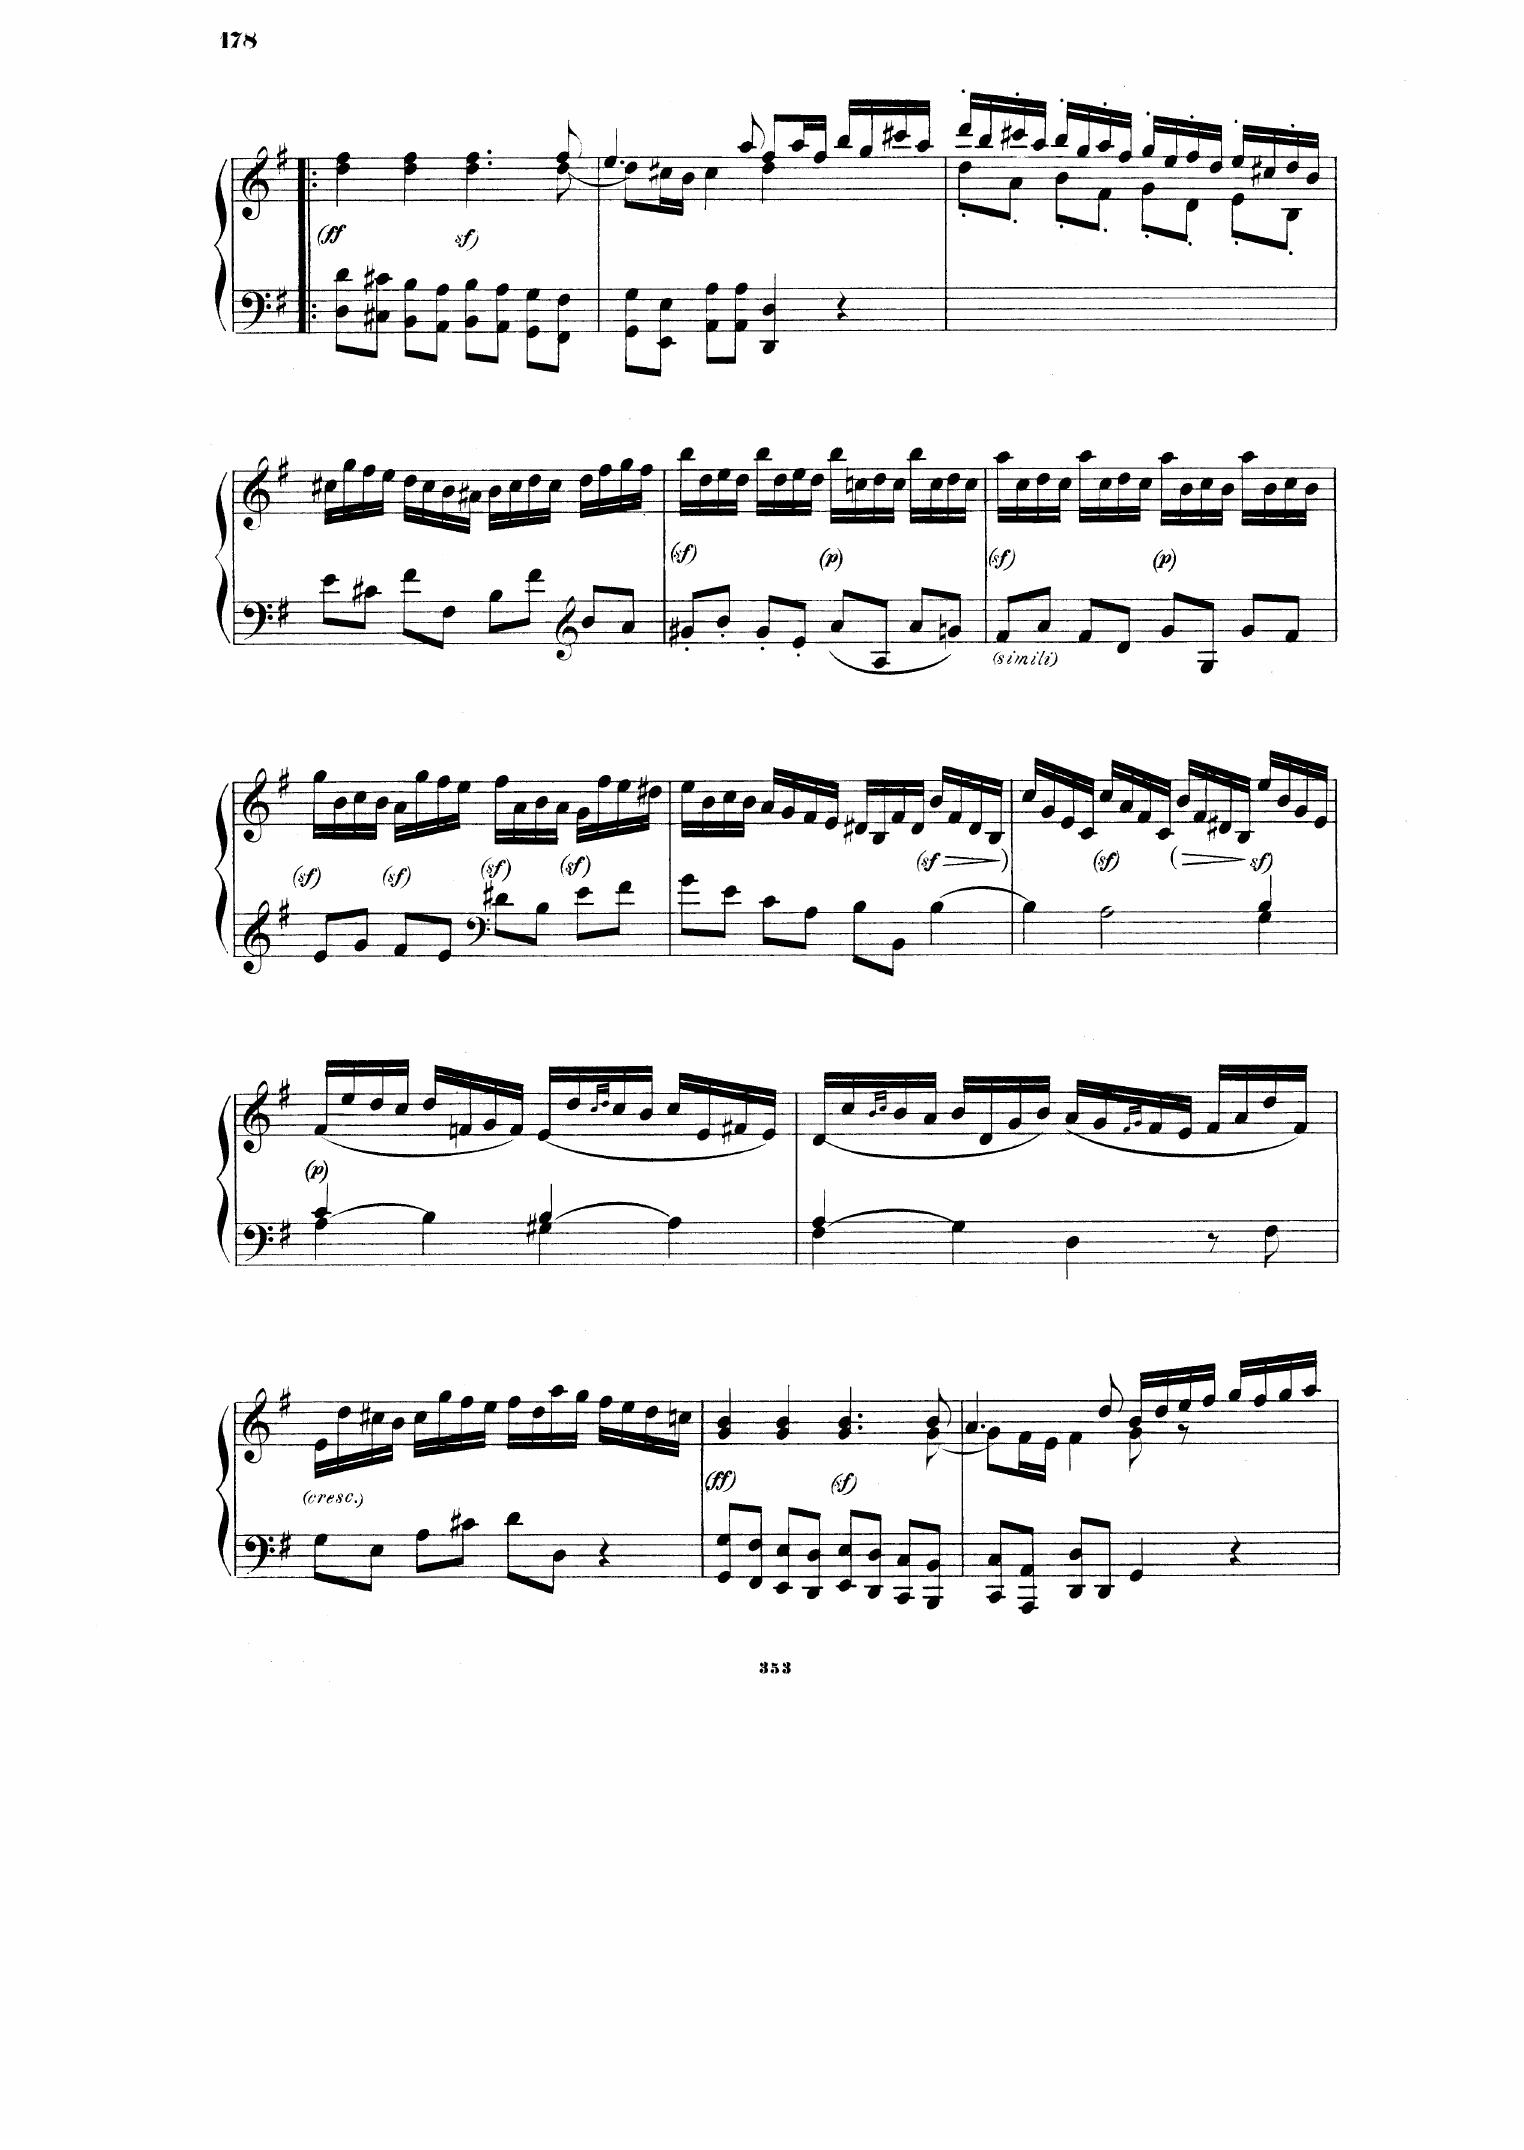 178
(ff sf)
(sf) (p) (sf) (p)
(simili)
(sf) (sf) (sf) (sf) (sf ) (sf) ( sf)
(p)
(cresc.) (ff) (sf)
353